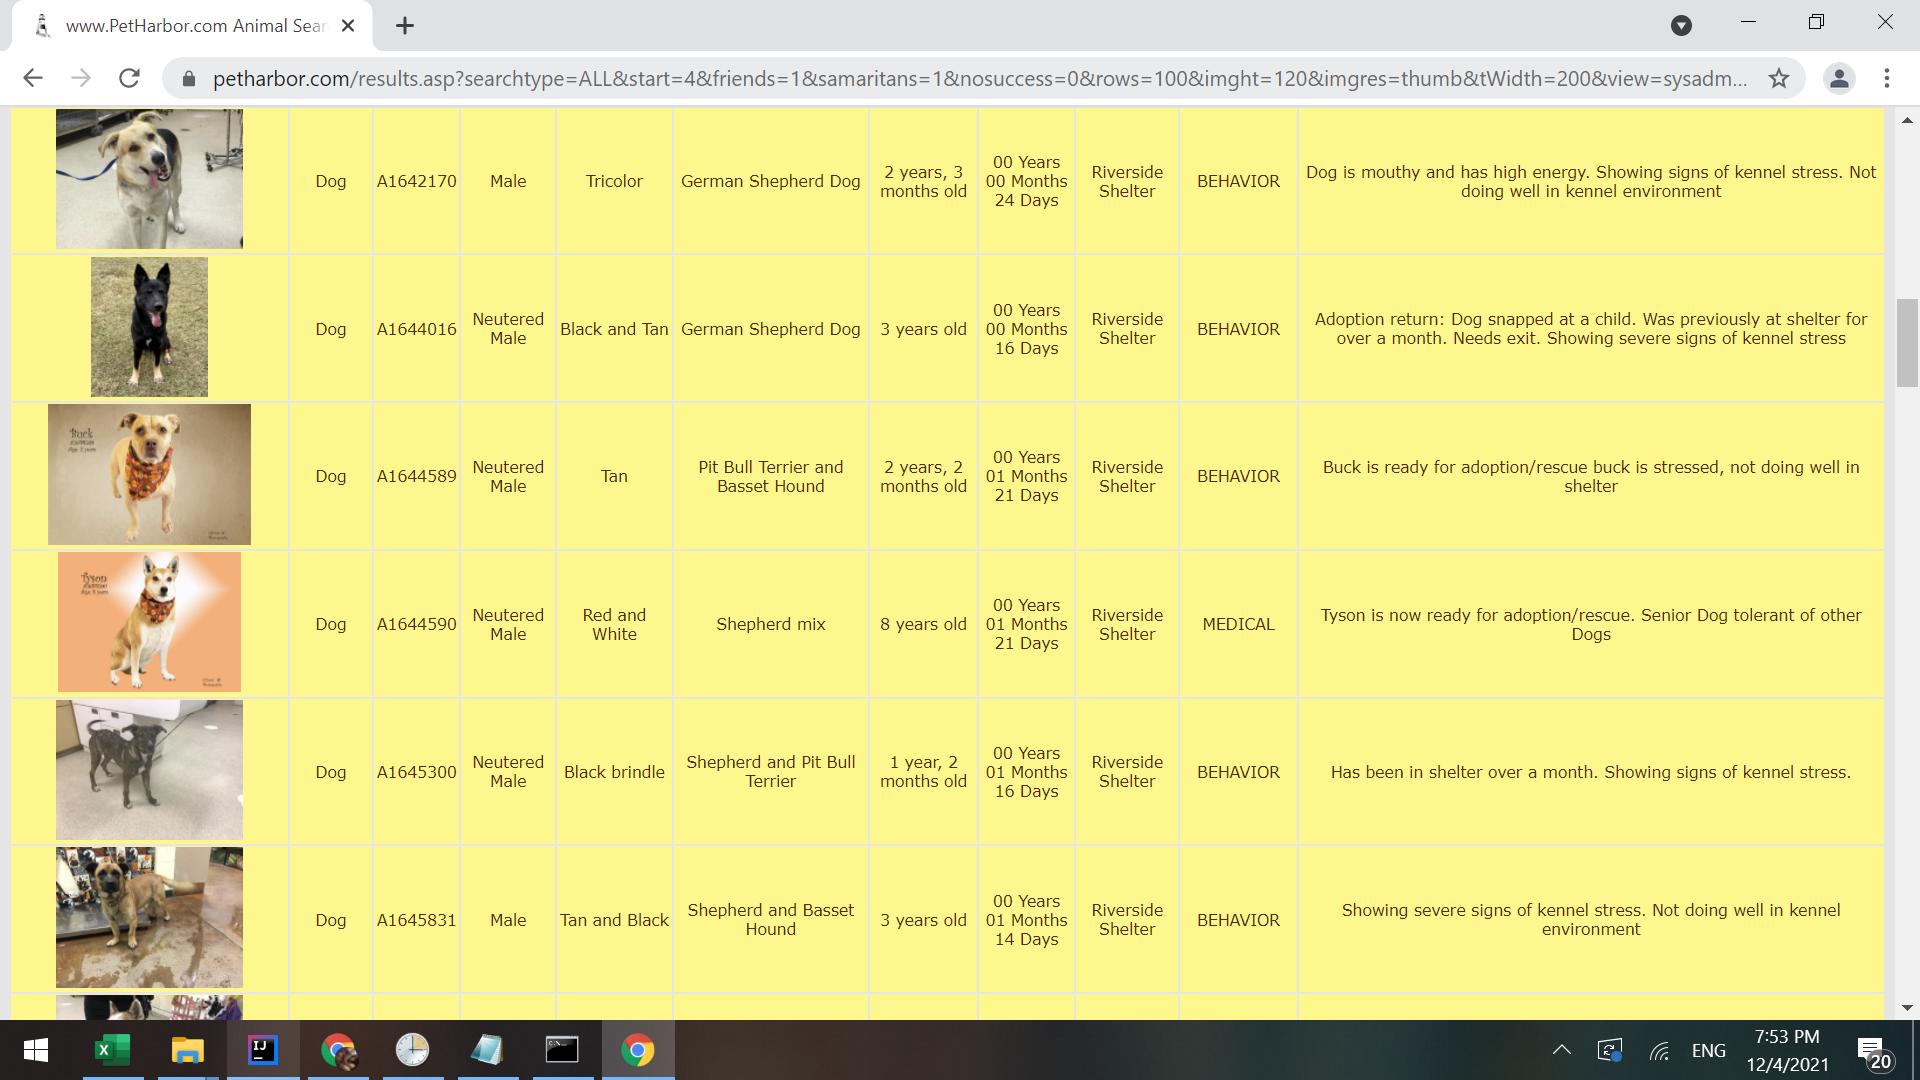 www.PetHarbor.com Animal Sear
petharbor.com/results.asp?searchtype=ALL&start=4&friends=1&samaritans=1&nosuccess=0&rows=100&imght=120&imgres=thumb&tWidth=200&view=sysadm...
Dog
A1642170
Male
Tricolor
German Shepherd Dog
2 years, 3
months old
00 Years
00 Months
24 Days
Riverside
Shelter
BEHAVIOR
Dog is mouthy and has high energy. Showing signs of kennel stress. Not
doing well in kennel environment
Dog
A1644016
Neutered
Male
Black and Tan
German Shepherd Dog
3 years old
00 Years
00 Months
16 Days
Riverside
Shelter
BEHAVIOR
Adoption return: Dog snapped at a child. Was previously at shelter for
over a month. Needs exit. Showing severe signs of kennel stress
Buck
Dog
A1644589
Neutered
Male
Tan
Pit Bull Terrier and
Basset Hound
2 years, 2
months old
00 Years
01 Months
21 Days
Riverside
Shelter
BEHAVIOR
Buck is ready for adoption/rescue buck is stressed, not doing well in
shelter
Tyson
Dog
A1644590
Neutered
Male
Red and
White
Shepherd mix
8 years old
00 Years
01 Months
21 Days
Riverside
Shelter
MEDICAL
Tyson is now ready for adoption/rescue. Senior Dog tolerant of other
Dogs
Dog
A1645300
Neutered
Male
Black brindle
Shepherd and Pit Bull
Terrier
1 year, 2
months old
00 Years
01 Months
16 Days
Riverside
Shelter
BEHAVIOR
Has been in shelter over a month. Showing signs of kennel stress.
Dog
A1645831
Male
Tan and Black
Shepherd and Basset
Hound
3 years old
00 Years
01 Months
14 Days
Riverside
Shelter
BEHAVIOR
Showing severe signs of kennel stress. Not doing well in kennel
environment
ENG
7:53 PM
12/4/2021
20